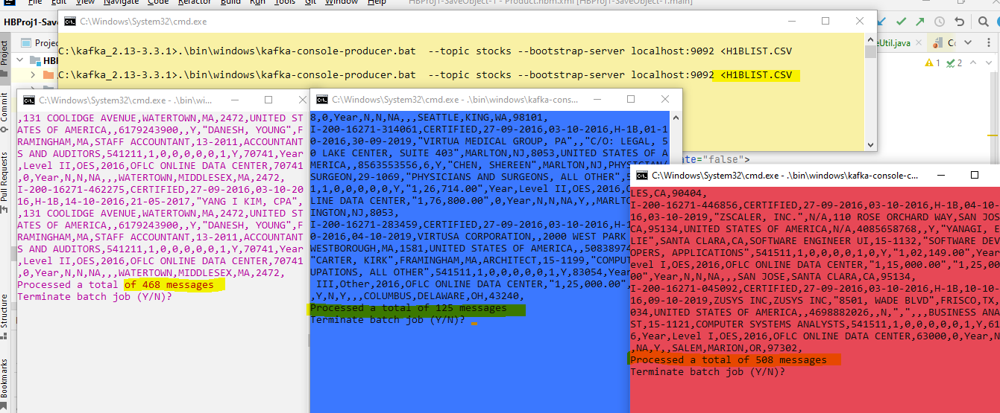 File Edit View Navigate Code Refactor Build Run Tools Git Window Help HBProj1-SaveObject-1 - Product.hbm.xml [HBProj1-SaveObject-1.main]
HBProj1-Sav
Project
HB
eUtil.java
1 2
Project
Commit
Pull Requests
Structure
Bookmarks
C:\Windows\System32\cmd.exe
C:\kafka_2.13-3.3.1>.\bin\windows\kafka-console-producer.bat --topic stocks --bootstrap-server localhost:9092 <H1BLIST.CSV
C:\kafka_2.13-3.3.1>.\bin\windows\kafka-console-producer.bat --topic stocks --bootstrap-server localhost:9092 <H1BLIST.CSV
ate="false">
C:\Windows\System32\cmd.exe - .\bin\wi...
,131 COOLIDGE AVENUE,WATERTOWN,MA,2472,UNITED ST
ATES OF AMERICA,,6179243900,,Y,"DANESH, YOUNG",F
RAMINGHAM,MA,STAFF ACCOUNTANT,13-2011,ACCOUNTANT
S AND AUDITORS,541211,1,0,0,0,0,0,1,Y,70741,Year
,Level II,OES,2016,OFLC ONLINE DATA CENTER,70741
,0,Year,N,N,NA,,,WATERTOWN,MIDDLESEX,MA,2472,
I-200-16271-462275,CERTIFIED,27-09-2016,03-10-20
16,H-1B,14-10-2016,21-05-2017,"YANG I KIM, CPA",
,131 COOLIDGE AVENUE,WATERTOWN,MA,2472,UNITED ST
ATES OF AMERICA,,6179243900,,Y,"DANESH, YOUNG",F
RAMINGHAM,MA,STAFF ACCOUNTANT,13-2011,ACCOUNTANT
S AND AUDITORS,541211,1,0,0,0,0,0,1,Y,70741,Year
,Level II,OES,2016,OFLC ONLINE DATA CENTER,70741
,0,Year,N,N,NA,,,WATERTOWN,MIDDLESEX,MA,2472,
Processed a total of 468 messages
Terminate batch job (Y/N)?
C:\Windows\System32\cmd.exe - .\bin\windows\kafka-cons...
8,0,Year,N,N,NA,,,SEATTLE,KING,WA,98101,
I-200-16271-314061,CERTIFIED,27-09-2016,03-10-2016,H-1B,01-1
0-2016,30-09-2019,"VIRTUA MEDICAL GROUP, PA",,"C/O: LEGAL, 5
0 LAKE CENTER, SUITE 403",MARLTON,NJ,8053,UNITED STATES OF A
MERICA,,8563553556,6,Y,"CHEN, SHEREEN",MARLTON,NJ,PHYSICIAN/
SURGEON,29-1069,"PHYSICIANS AND SURGEONS, ALL OTHER",
1,1,0,0,0,0,0,Y,"1,26,714.00",Year,Level II,OES,2016,O
LINE DATA CENTER,"1,76,800.00",0,Year,N,N,NA,Y,,MARLT
INGTON,NJ,8053,
I-200-16271-283459,CERTIFIED,27-09-2016,03-10-2016,H-1
0-2016,04-10-2019,VIRTUSA CORPORATION,,2000 WEST PARK
WESTBOROUGH,MA,1581,UNITED STATES OF AMERICA,,50838974
"CARTER, KIRK",FRAMINGHAM,MA,ARCHITECT,15-1199,"COMPUT
UPATIONS, ALL OTHER",541511,1,0,0,0,0,0,1,Y,83054,Year
III,Other,2016,OFLC ONLINE DATA CENTER,"1,25,000.00"
,Y,N,Y,,,COLUMBUS,DELAWARE,OH,43240,
Processed a total of 125 messages
Terminate batch job (Y/N)?
C:\Windows\System32\cmd.exe - .\bin\windows\kafka-console-c...
LES,CA,90404,
I-200-16271-446856,CERTIFIED,27-09-2016,03-10-2016,H-1B,04-10-
16,03-10-2019,"ZSCALER, INC.",N/A,110 ROSE ORCHARD WAY,SAN JOS
CA,95134,UNITED STATES OF AMERICA,N/A,4085658768,,Y,"YANAGI, E
LIE",SANTA CLARA,CA,SOFTWARE ENGINEER UI,15-1132,"SOFTWARE DEV
OPERS, APPLICATIONS",541511,1,0,0,0,0,1,0,Y,"1,02,149.00",Year
evel I,OES,2016,OFLC ONLINE DATA CENTER,"1,15,000.00","1,25,00
00",Year,N,N,NA,,,SAN JOSE,SANTA CLARA,CA,95134,
I-200-16271-045092,CERTIFIED,27-09-2016,03-10-2016,H-1B,10-10-
16,09-10-2019,ZUSYS INC,ZUSYS INC,"8501, WADE BLVD",FRISCO,TX,
034,UNITED STATES OF AMERICA,,4698882026,,N,",",,,BUSINESS ANA
ST,15-1121,COMPUTER SYSTEMS ANALYSTS,541511,1,0,0,0,0,0,1,Y,61
6,Year,Level I,OES,2016,OFLC ONLINE DATA CENTER,63000,0,Year,N
,NA,Y,,,SALEM,MARION,OR,97302,
Processed a total of 508 messages
Terminate batch job (Y/N)?